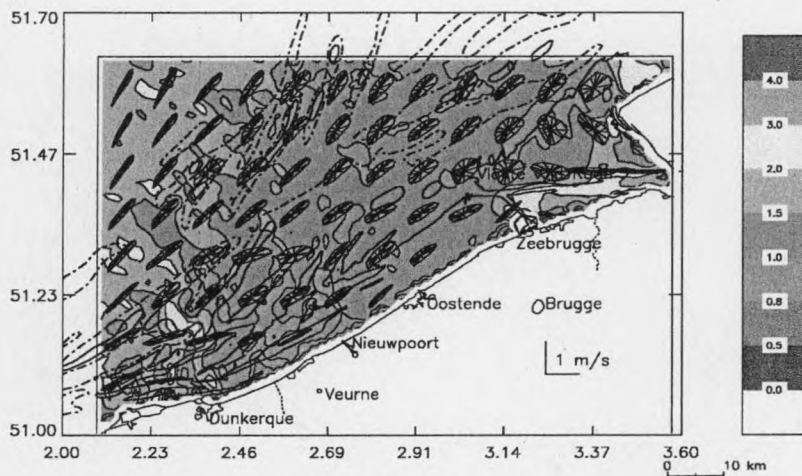 51.70
51.47
51.23
51.00
2.00 2.23 2.46 2.69 2.91 3.14 3.37 3.60
Zeebrugge
Oostende
Brugge
Nieuwpoort
1 m/s
Veurne
Dunkerque
4.0
3.0
2.0
1.5
1.0
0.8
0.5
0.0
0 10 km